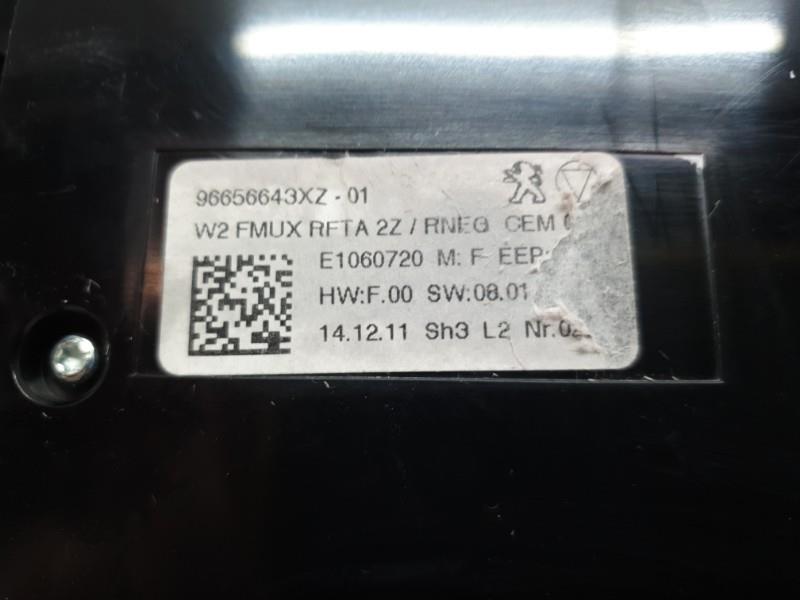 96656643XZ - 01
W2 FMUX RFTA 2Z / RNEG CEM
E1060720 M: F EEP:
HW:F.00 SW:08.01
14.12.11 Sh3 L2 Nr.02